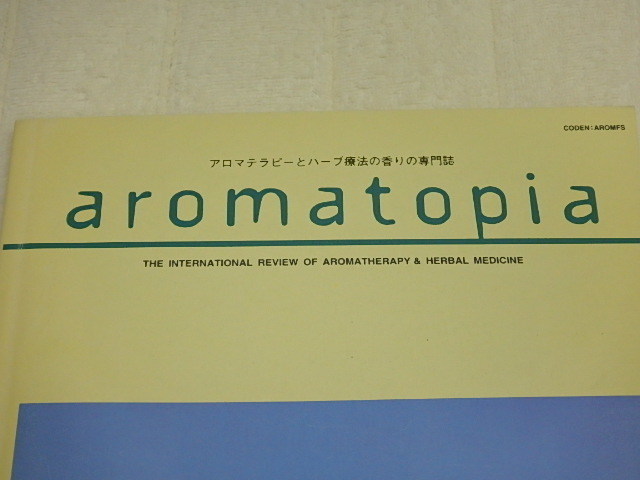 CODEN:AROMFS
アロマテラピーとハーブ療法の香りの専門誌
aromatopia
THE INTERNATIONAL REVIEW OF AROMATHERAPY & HERBAL MEDICINE